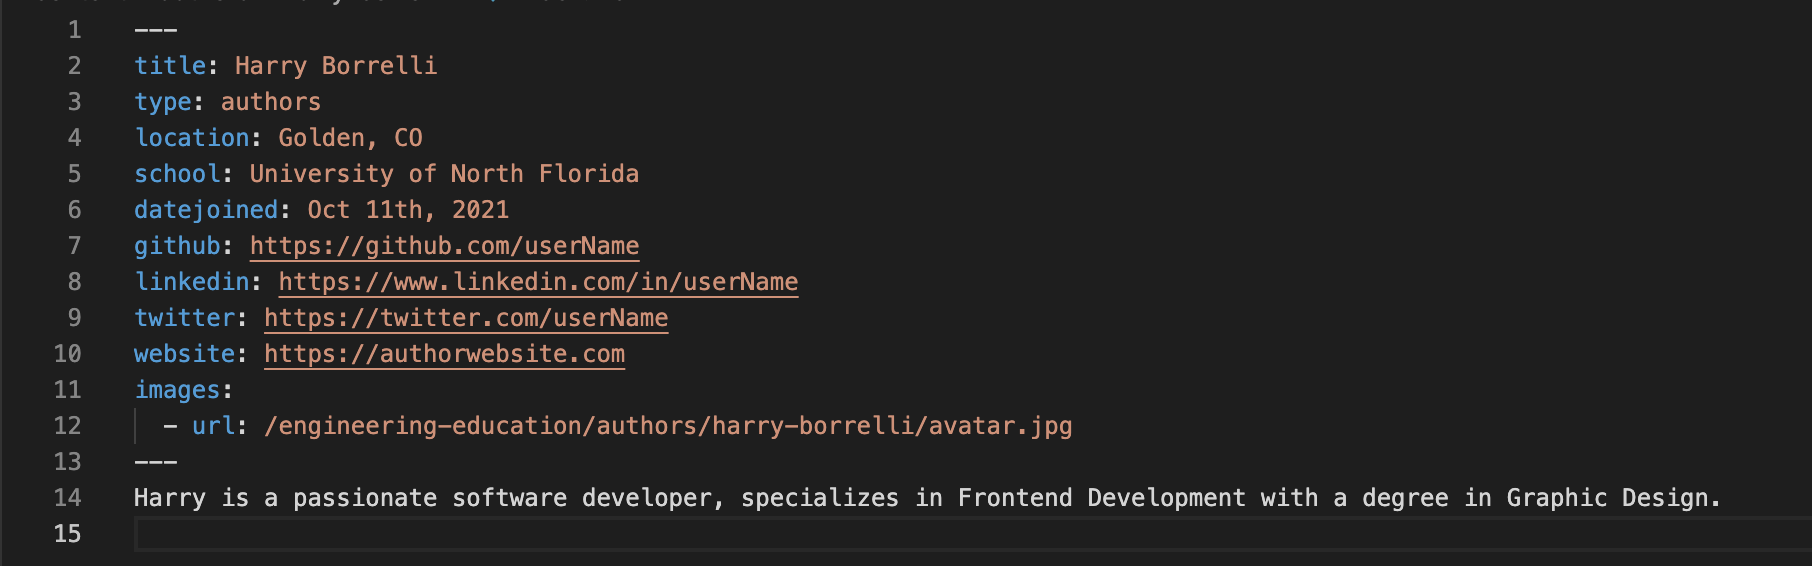 1 ---
2 title: Harry Borrelli
3 type: authors
4 location: Golden, CO
5 school: University of North Florida
6 datejoined: Oct 11th, 2021
7 github: https://github.com/userName
8 linkedin: https://www.linkedin.com/in/userName
9 twitter: https://twitter.com/userName
10 website: https://authorwebsite.com
11 images:
12   - url: /engineering-education/authors/harry-borrelli/avatar.jpg
13 ---
14 Harry is a passionate software developer, specializes in Frontend Development with a degree in Graphic Design.
15